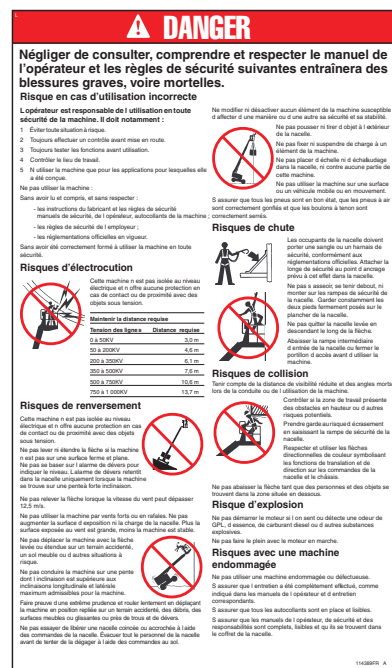 L
DANGER
Négliger de consulter, comprendre et respecter le manuel de
l'opérateur et les règles de sécurité suivantes entraînera des
blessures graves, voire mortelles.
Risque en cas d'utilisation incorrecte
L opérateur est responsable de l utilisation en toute
sécurité de la machine. Il doit notamment :
1 Éviter toute situation à risque.
2 Toujours effectuer un contrôle avant mise en route.
3 Toujours tester les fonctions avant utilisation.
4 Contrôler le lieu de travail.
5 N utiliser la machine que pour les applications pour lesquelles elle
a été conçue.
Ne pas utiliser la machine :
Sans avoir lu et compris, et sans respecter :
- les instructions du fabricant et les règles de sécurité
manuels de sécurité, de l opérateur, autocollants de la machine ;
- les règles de sécurité de l employeur ;
- les réglementations officielles en vigueur.
Sans avoir été correctement formé à utiliser la machine en toute
sécurité.
Risques d'électrocution
Cette machine n est pas isolée au niveau
électrique et n offre aucune protection en
cas de contact ou de proximité avec des
objets sous tension.
Maintenir la distance requise
Tension des lignes Distance requise
0 à 50KV 3,0 m
50 à 200KV 4,6 m
200 à 350KV 6,1 m
350 à 500KV 7,6 m
500 à 750KV 10,6 m
750 à 1 000KV 13,7 m
Risques de renversement
Cette machine n est pas isolée au niveau
électrique et n offre aucune protection en cas
de contact ou de proximité avec des objets
sous tension.
Ne pas lever ni étendre la flèche si la machine
n est pas sur une surface ferme et plane.
Ne pas se baser sur l alarme de dévers pour
indiquer le niveau. L alarme de dévers retentit
dans la nacelle uniquement lorsque la machine
se trouve sur une pente à forte inclinaison.
Ne pas relever la flèche lorsque la vitesse du vent peut dépasser
12,5 m/s.
Ne pas utiliser la machine par vents forts ou en rafales. Ne pas
augmenter la surface d exposition ni la charge de la nacelle. Plus la
surface exposée au vent est grande, moins la machine est stable.
Ne pas déplacer la machine avec la flèche
levée ou étendue sur un terrain accidenté,
un sol meuble ou d autres situations à
risque.
Ne pas conduire la machine sur une pente
dont l inclinaison est supérieure aux
inclinaisons longitudinale et latérale
maximum admissibles pour la machine.
Faire preuve d une extrême prudence et rouler lentement en déplaçant
la machine en position repliée sur un terrain accidenté, des débris, des
surfaces meubles ou glissantes ou près de trous et de dévers.
Ne pas essayer de libérer une nacelle coincée ou accrochée à l aide
des commandes de la nacelle. Évacuer tout le personnel de la nacelle
avant de tenter de la dégager à l aide des commandes au sol.
Ne modifier ni désactiver aucun élément de la machine susceptible
d affecter d une manière ou d une autre sa sécurité et sa stabilité.
Ne pas pousser ni tirer d objet à l extérieur
de la nacelle.
Ne pas fixer ni suspendre de charge à un
élément de la machine.
Ne pas placer d échelle ni d échafaudage
dans la nacelle, ni contre aucune partie de
cette machine.
Ne pas utiliser la machine sur une surface
ou un véhicule mobile ou en mouvement.
S assurer que tous les pneus sont en bon état, que les pneus à air
sont correctement gonflés et que les boulons à tenon sont
correctement serrés.
Risques de chute
Les occupants de la nacelle doivent
porter une sangle ou un harnais de
sécurité, conformément aux
réglementations officielles. Attacher la
longe de sécurité au point d ancrage
prévu à cet effet dans la nacelle.
Ne pas s asseoir, se tenir debout, ni
monter sur les rampes de sécurité de
la nacelle. Garder constamment les
deux pieds fermement posés sur le
plancher de la nacelle.
Ne pas quitter la nacelle levée en
descendant le long de la flèche.
Abaisser la rampe intermédiaire
d entrée de la nacelle ou fermer le
portillon d accès avant d utiliser la
machine.
Risques de collision
Tenir compte de la distance de visibilité réduite et des angles morts
lors de la conduite ou de l utilisation de la machine.
Contrôler si la zone de travail présente
des obstacles en hauteur ou d autres
risques potentiels.
Prendre garde au risque d écrasement
en saisissant la rampe de sécurité de la
nacelle.
Respecter et utiliser les flèches
directionnelles de couleur symbolisant
les fonctions de translation et de
direction sur les commandes de la
nacelle et le châssis.
Ne pas abaisser la flèche tant que des personnes et des objets se
trouvent dans la zone située en dessous.
Risque d'explosion
Ne pas démarrer le moteur si l on sent ou détecte une odeur de
GPL, d essence, de carburant diesel ou d autres substances
explosives.
Ne pas faire le plein avec le moteur en marche.
Risques avec une machine
endommagée
Ne pas utiliser une machine endommagée ou défectueuse.
S assurer que l entretien a été complètement effectué, comme
indiqué dans les manuels de l opérateur et d entretien
correspondants.
S assurer que tous les autocollants sont en place et lisibles.
S assurer que les manuels de l opérateur, de sécurité et des
responsabilités sont complets, lisibles et qu ils se trouvent dans
le coffret de la nacelle.
114389FR A